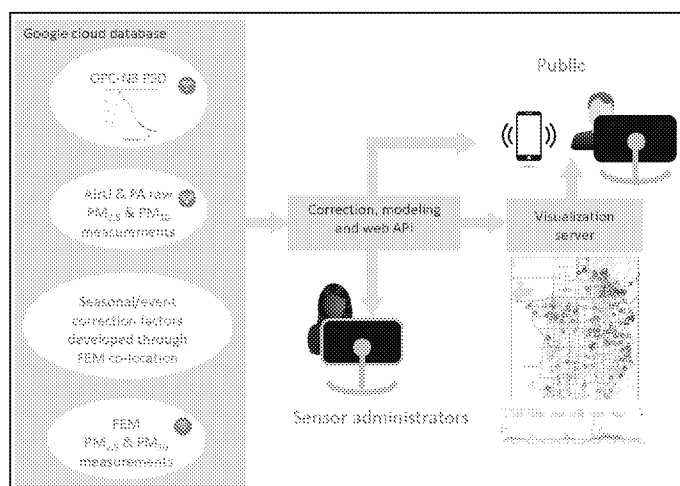 Google cloud database
OPC-N3 PSD
AirU & PA raw
PM2.5 & PM10
measurements
Seasonal/event
correction factors
developed through
FEM co-location
FEM
PM2.5 & PM10
measurements
Correction, modeling
and web API
Sensor administrators
Public
Visualization
server